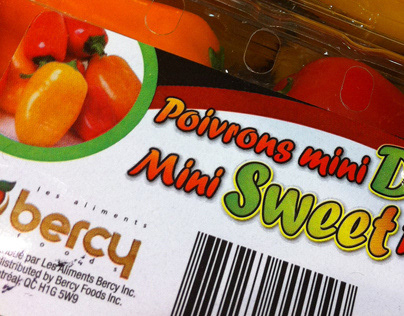 Poivrons mini D
Mini Sweet
les aliments
bercy
foods
par Les Aliments Bercy Inc.
distributed by Bercy Foods Inc.
QC H1G 5W9